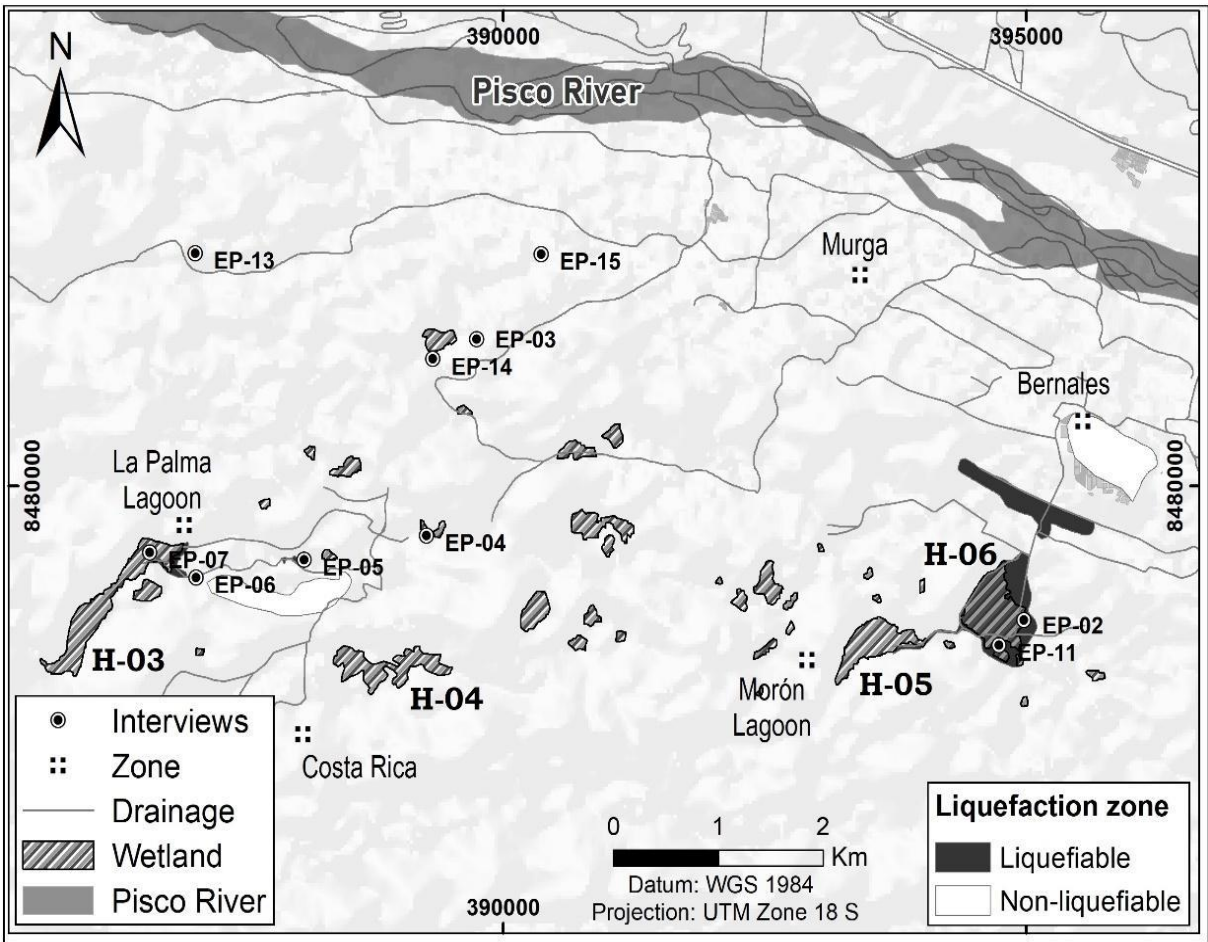 390000
395000
N
Pisco River
EP-13
EP-15
Murga
EP-03
EP-14
Bernales
La Palma
Lagoon
8480000
8480000
EP-04
EP-07
EP-05
EP-06
H-06
EP-02
EP-11
H-03
H-04
H-05
Morón
Lagoon
Costa Rica
Interviews
Zone
Drainage
Wetland
Pisco River
0 1 2
Km
Datum: WGS 1984
Projection: UTM Zone 18 S
390000
Liquefaction zone
Liquefiable
Non-liquefiable